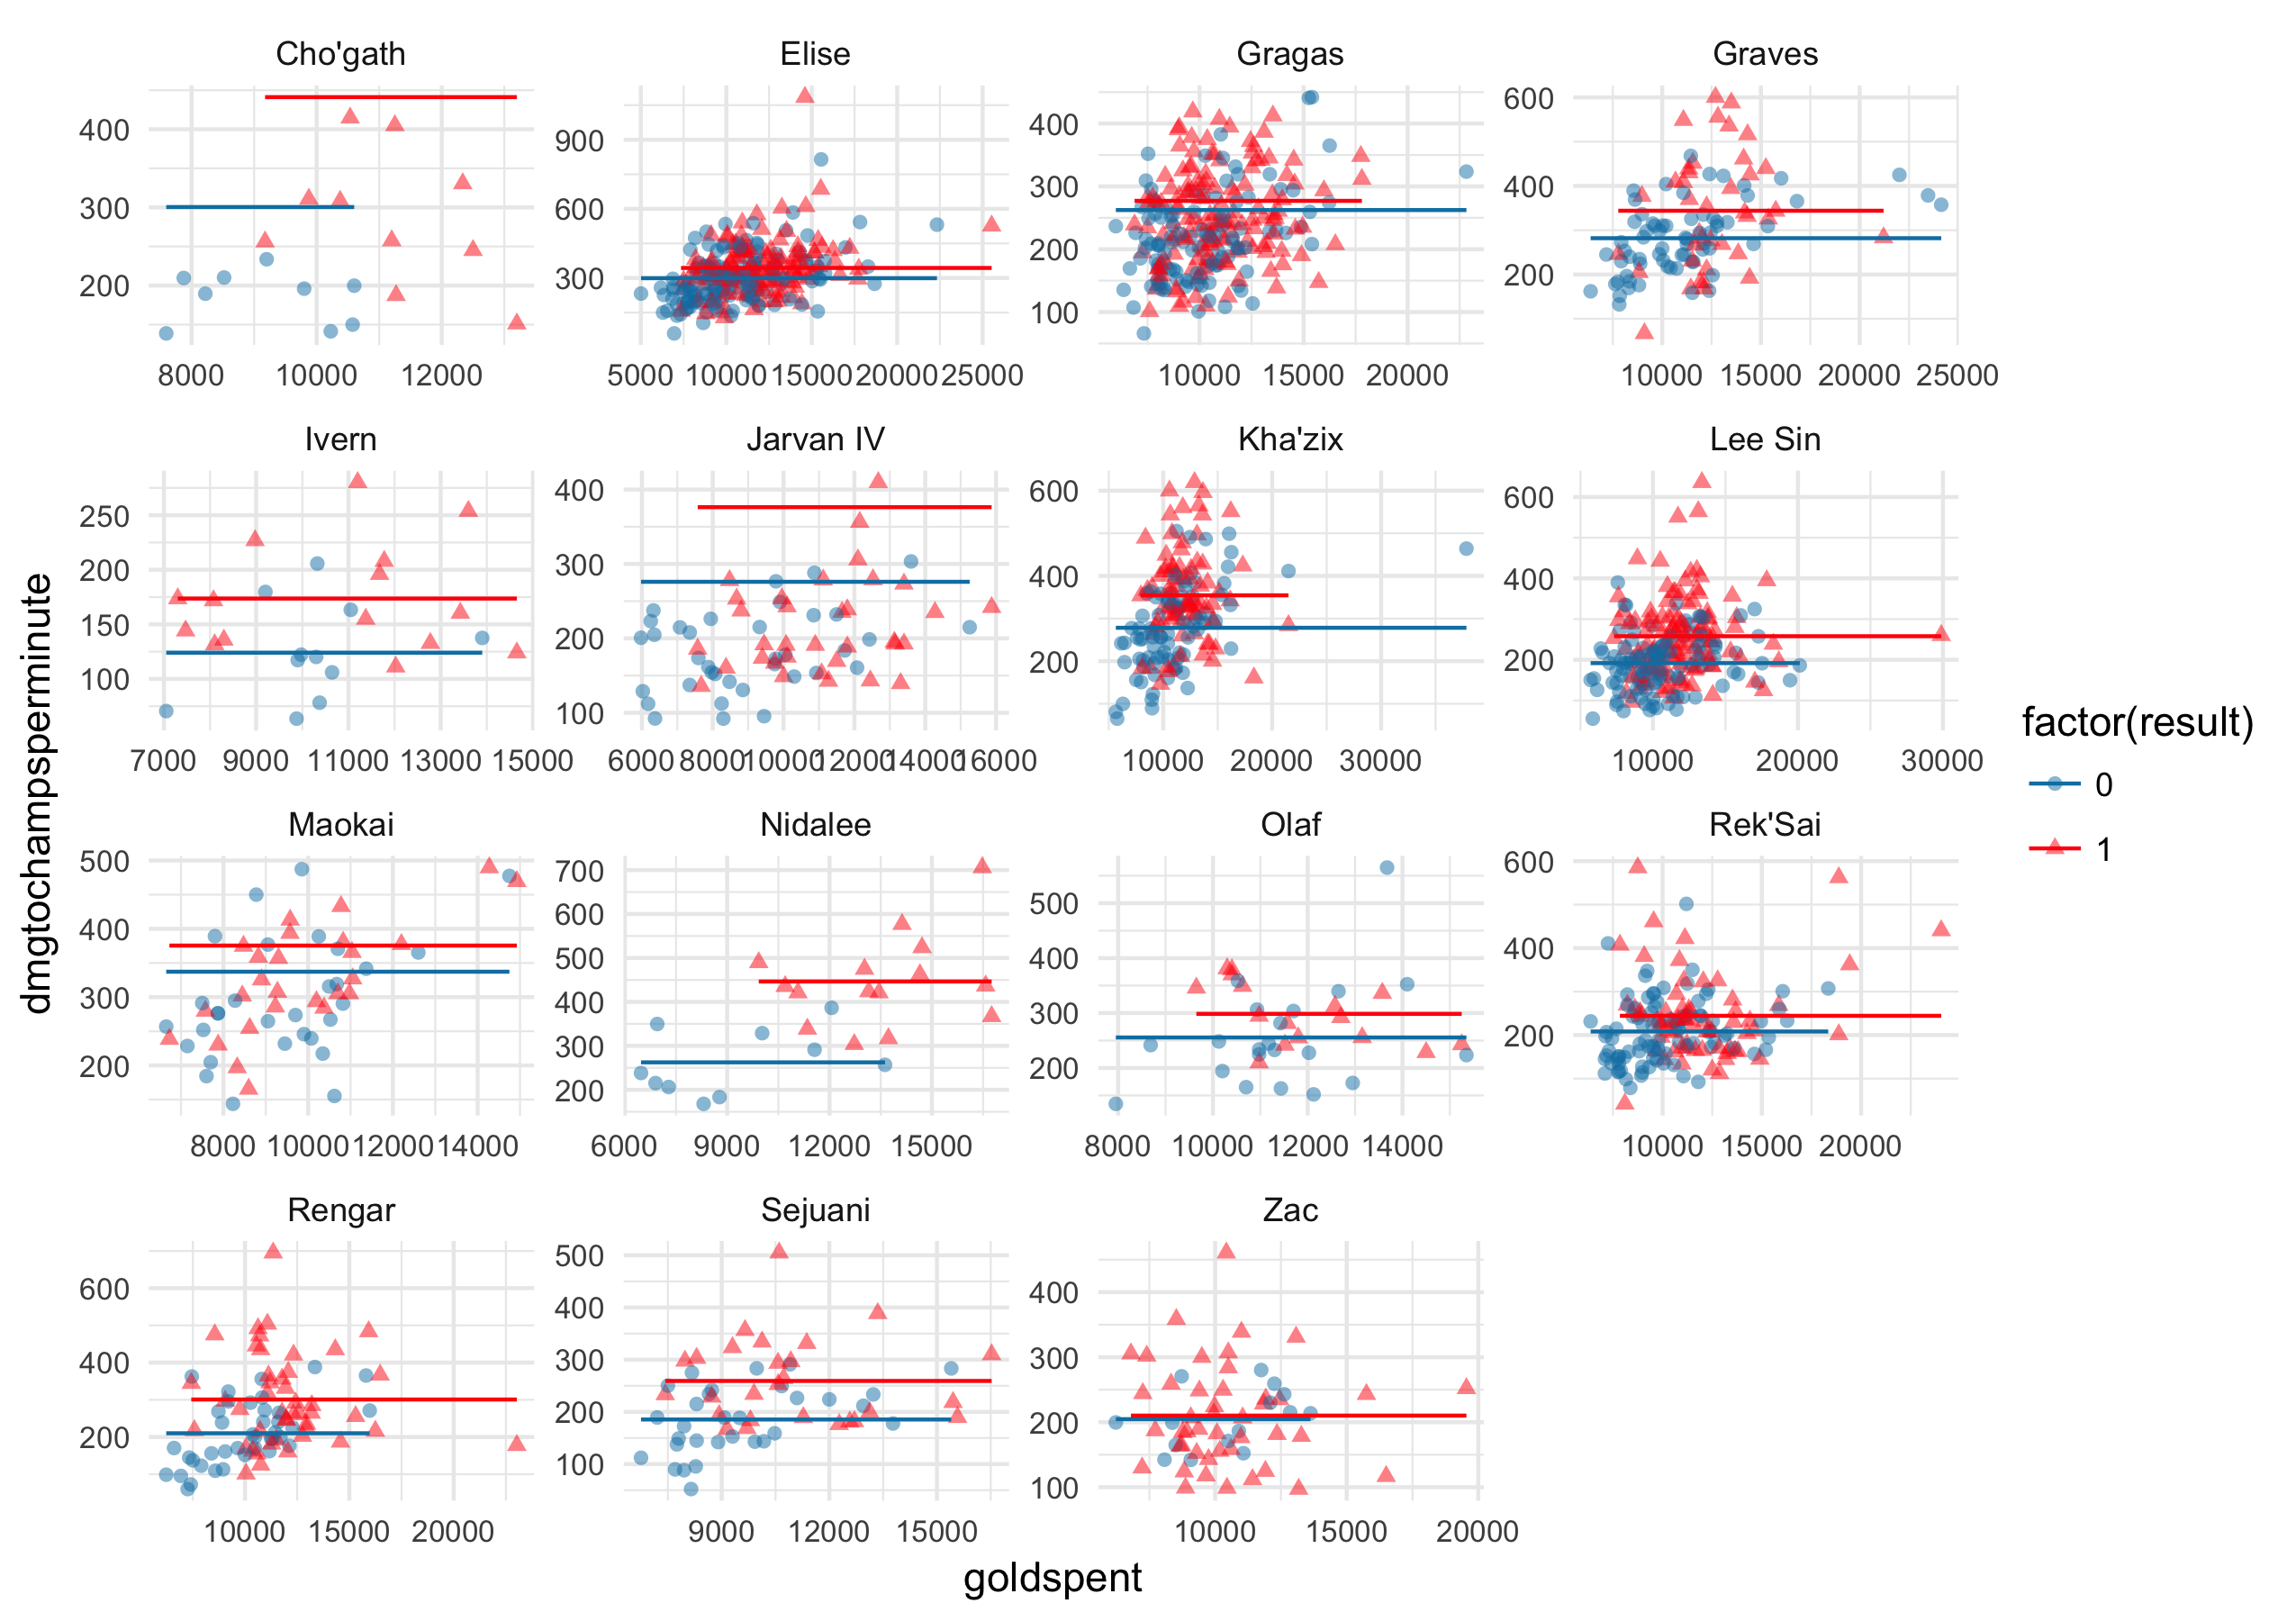 Cho'gath Elise Gragas Graves
400
300
200
900
600
300
400
300
200
100
600
400
200
8000 10000 12000
5000 10000 15000 20000 25000
10000 15000 20000
10000 15000 20000 25000
Ivern Jarvan IV Kha'zix Lee Sin
250
200
150
100
400
300
200
100
600
400
200
600
400
200
7000 9000 11000 13000 15000
6000 8000 10000 12000 14000 16000
10000 20000 30000
10000 20000 30000
Maokai Nidalee Olaf Rek'Sai
500
400
300
200
700
600
500
400
300
200
500
400
300
200
600
400
200
8000 10000 12000 14000
6000 9000 12000 15000
8000 10000 12000 14000
10000 15000 20000
Rengar Sejuani Zac
600
400
200
500
400
300
200
100
400
300
200
100
10000 15000 20000
9000 12000 15000
10000 15000 20000
goldspent
dmgtochampsperminute
factor(result)
0
1